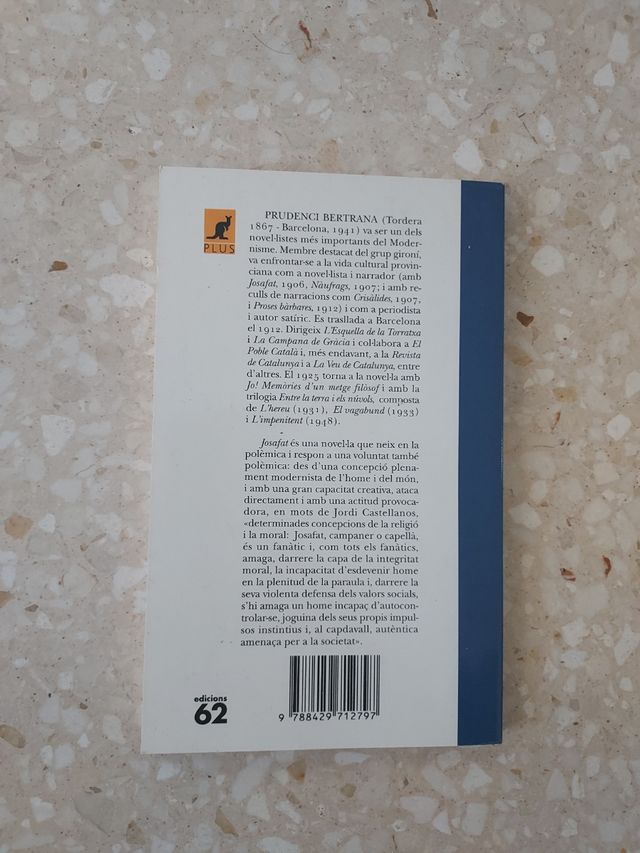 PLUS
PRUDENCI BERTRANA (Tordera
1867 - Barcelona, 1941) va ser un dels
novel·listes més importants del Moder-
nisme. Membre destacat del grup gironí,
va enfrontar-se a la vida cultural provin-
ciana com a novel·lista i narrador (amb
Josafat, 1906, Nàufrags, 1907; i amb re-
culls de narracions com Crisàlides, 1907,
i Proses bàrbares, 1912) i com a periodista
i autor satíric. Es trasllada a Barcelona
el 1912. Dirigeix L'Esquella de la Torratxa
i La Campana de Gràcia i col·labora a El
Poble Català i, més endavant, a la Revista
de Catalunya i a La Veu de Catalunya, entre
d'altres. El 1925 torna a la novel·la amb
Jo! Memòries d'un metge filòsof i amb la
trilogia Entre la terra i els núvols, composta
de L'hereu (1931), El vagabund (1933)
i L'impenitent (1948).
Josafat és una novel·la que neix en la
polèmica i respon a una voluntat també
polèmica: des d'una concepció plena-
ment modernista de l'home i del món,
i amb una gran capacitat creativa, ataca
directament i amb una actitud provoca-
dora, en mots de Jordi Castellanos,
«determinades concepcions de la religió
i la moral: Josafat, campaner o capellà,
és un fanàtic i, com tots els fanàtics,
amaga, darrere la capa de la integritat
moral, la incapacitat d'esdevenir home
en la plenitud de la paraula i, darrere la
seva violenta defensa dels valors socials,
s'hi amaga un home incapaç d'autocon-
trolar-se, joguina dels seus propis impul-
sos instintius i, al capdavall, autèntica
amenaça per a la societat».
edicions
62
9 788429 712797